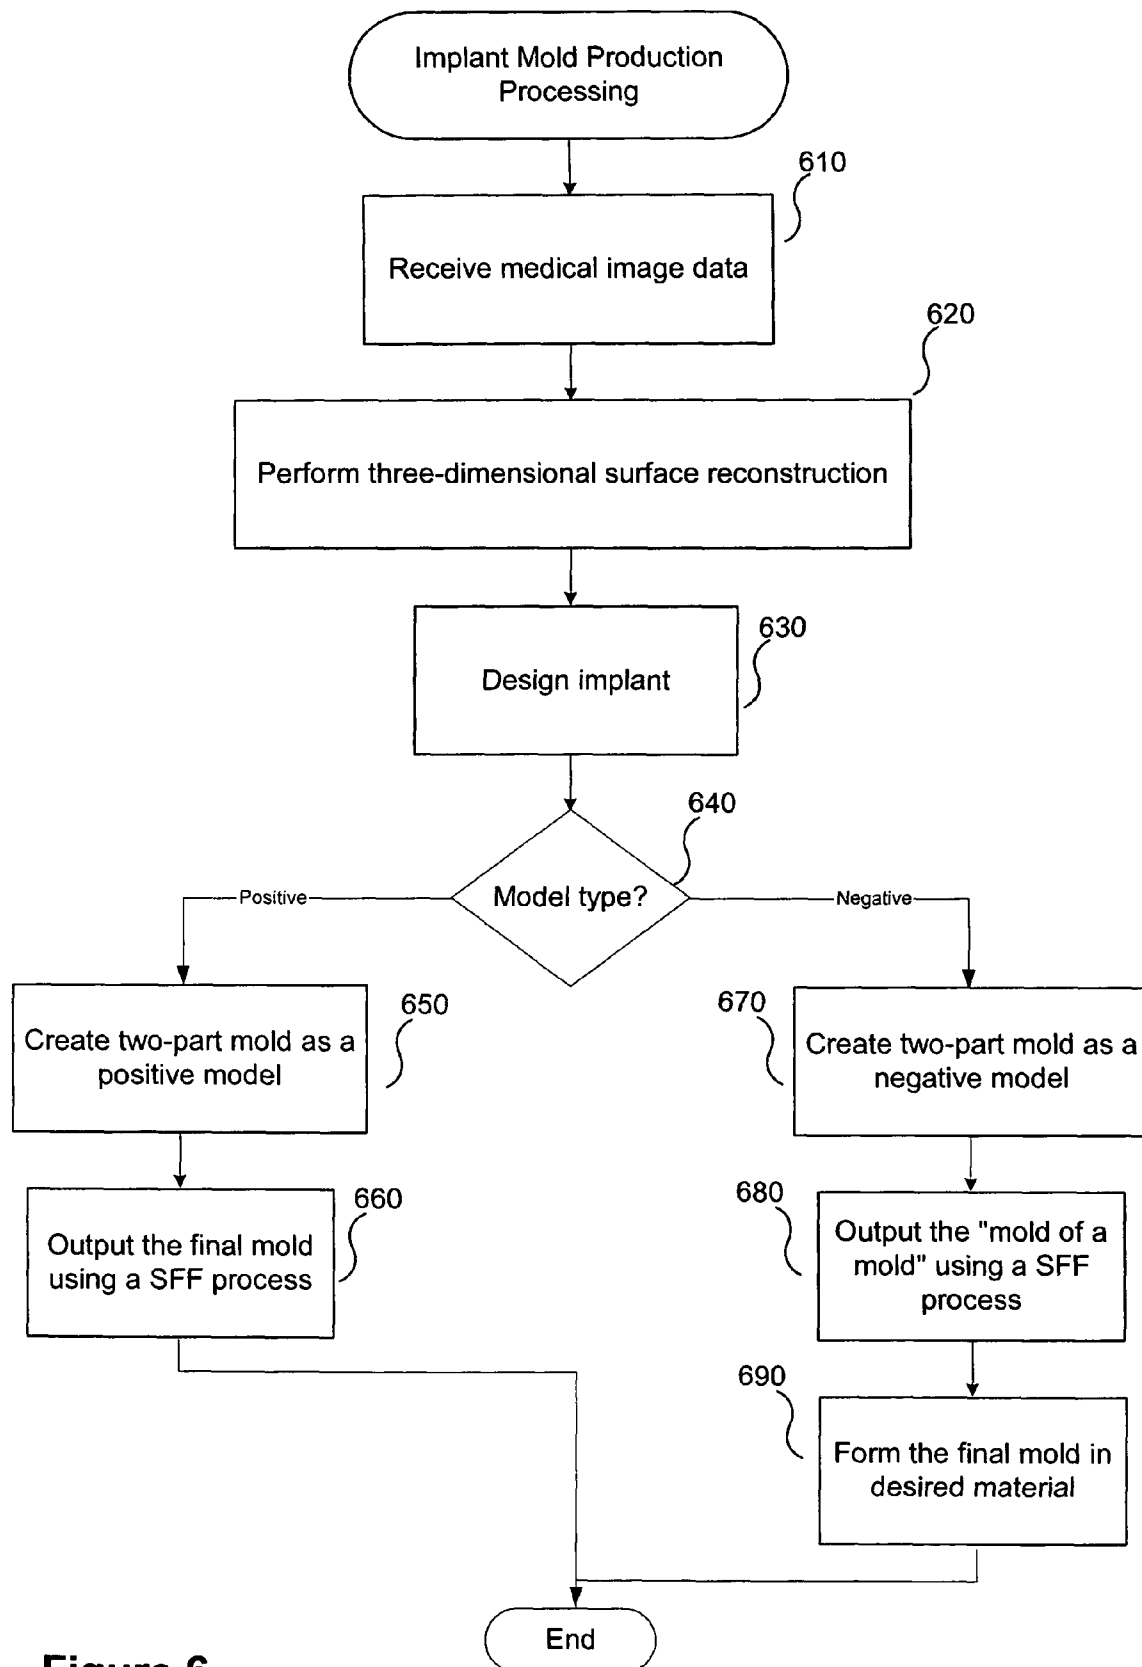 Implant Mold Production
Processing
610
Receive medical image data
620
Perform three-dimensional surface reconstruction
630
Design implant
640
Model type?
Positive
Negative
650
Create two-part mold as a
positive model
670
Create two-part mold as a
negative model
660
Output the final mold
using a SFF process
680
Output the "mold of a
mold" using a SFF
process
690
Form the final mold in
desired material
End
Figure 6